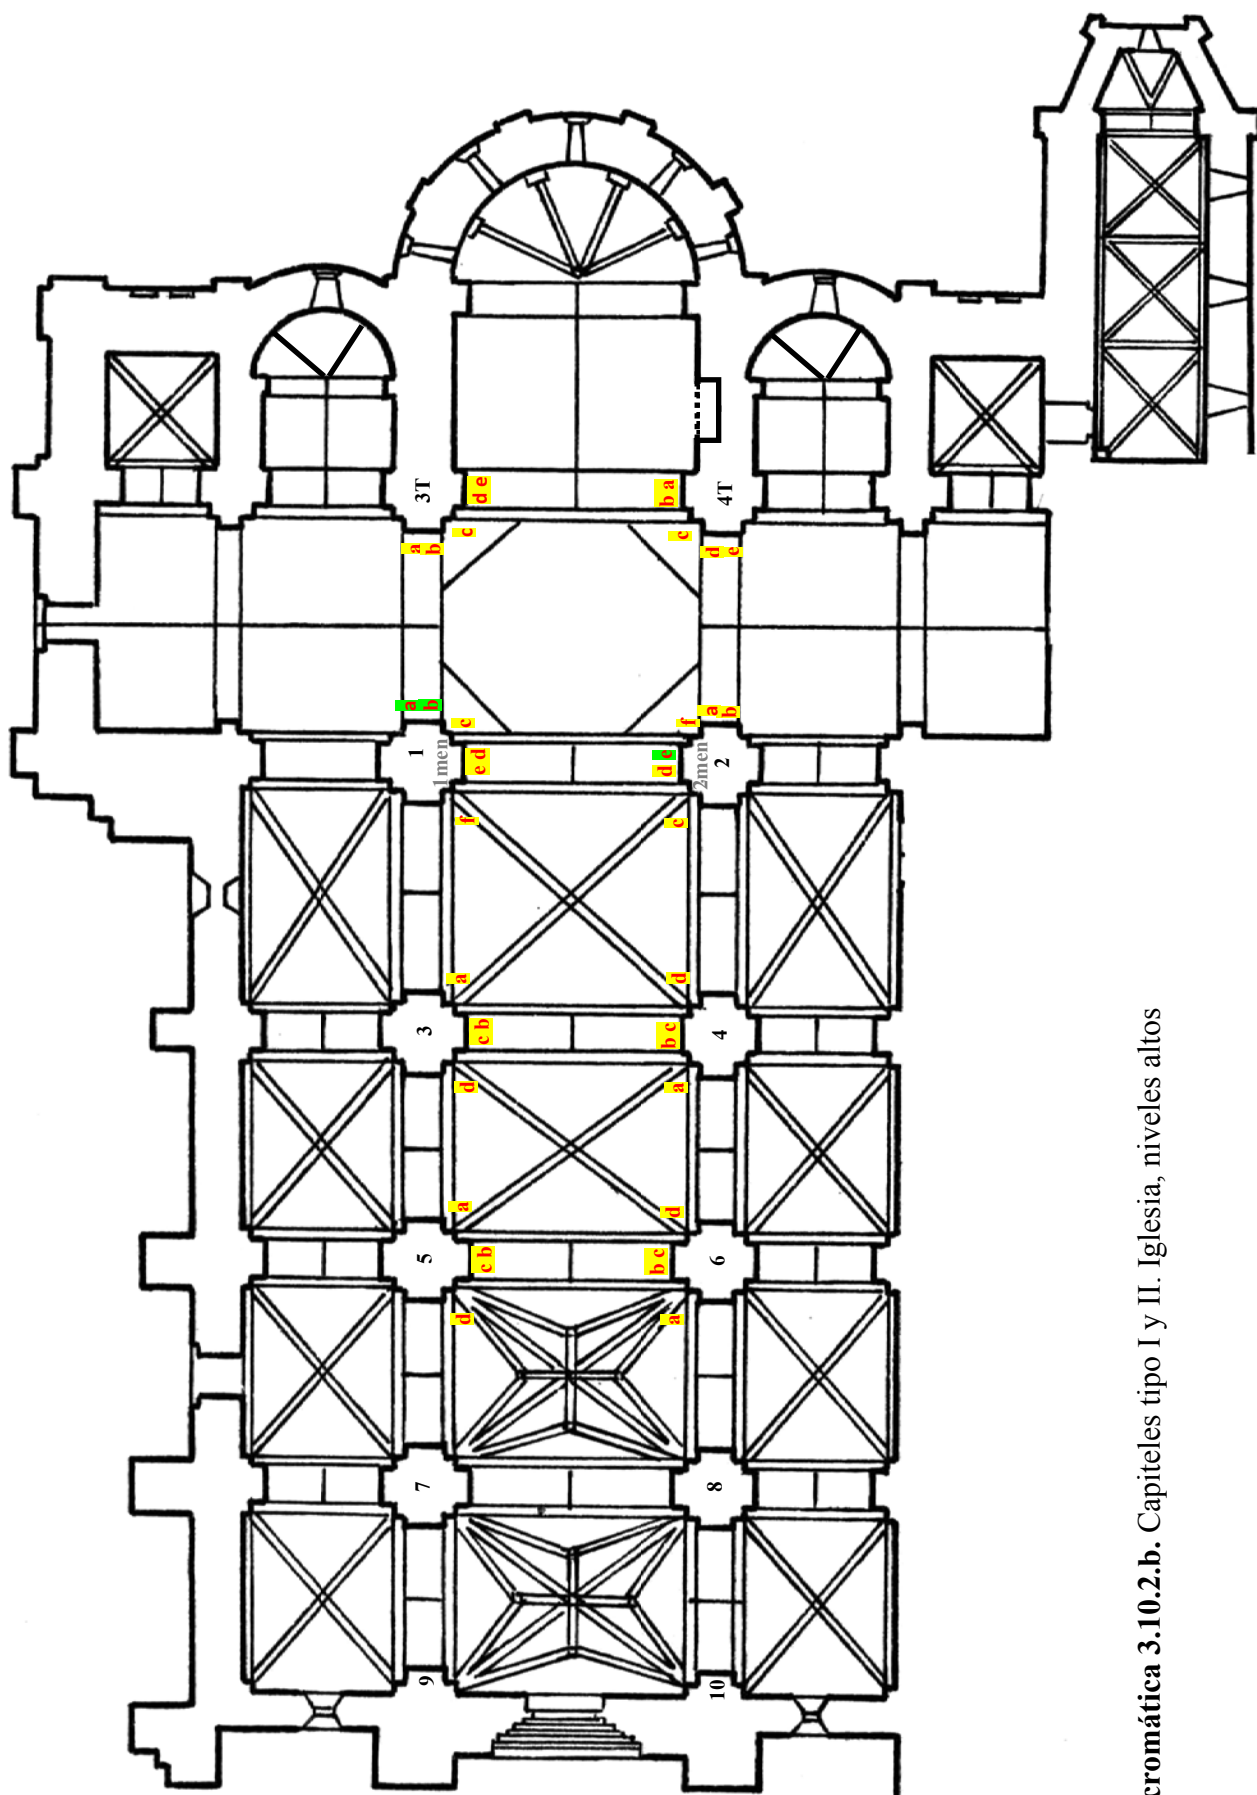 3T
d e
b a
4T
a
b
c
c
d
e
a
b
c
f
a
b
1
1men
e d
d e
2men
2
f
c
a
d
3
c b
b c
4
d
a
a
d
5
c b
b c
6
d
a
7
8
9
10
cromática 3.10.2.b. Capiteles tipo I y II. Iglesia, niveles altos